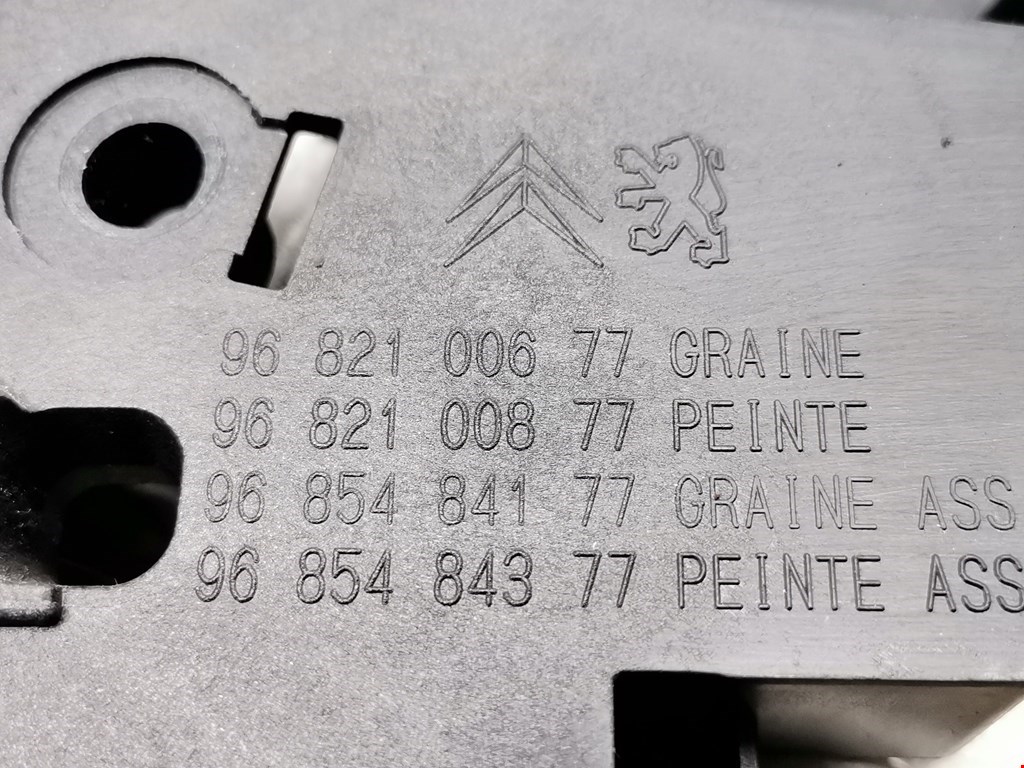 96 821 006 77 GRAINE
96 821 008 77 PEINTE
96 854 841 77 GRAINE ASS
96 854 843 77 PEINTE ASS